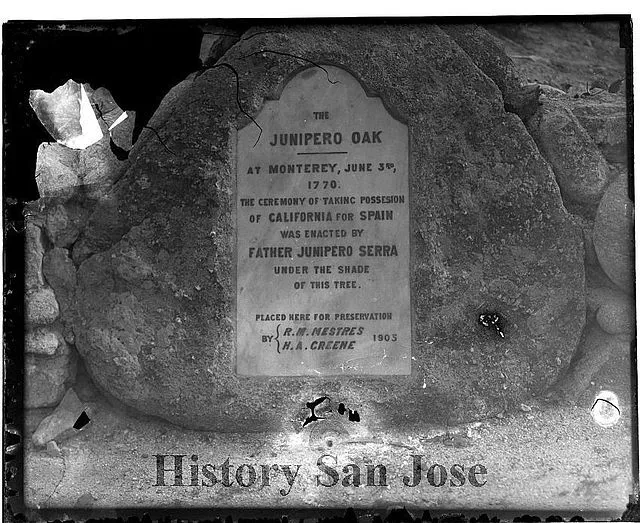 THE
JUNIPERO OAK
AT MONTEREY, JUNE 3RD,
1770.
THE CEREMONY OF TAKING POSSESION
OF CALIFORNIA FOR SPAIN
WAS ENACTED BY
FATHER JUNIPERO SERRA
UNDER THE SHADE
OF THIS TREE.
PLACED HERE FOR PRESERVATION
BY { R. M. MESTRES
H. A. GREENE 1905
History San Jose